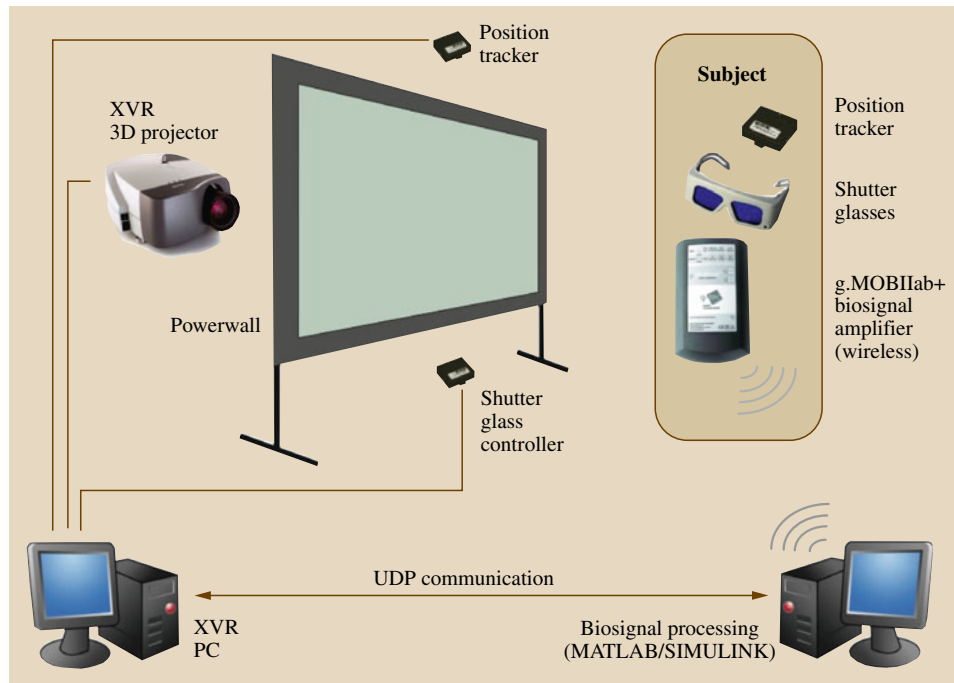 Position
tracker
Subject
XVR
3D projector
Position
tracker
Shutter
glasses
Powerwall
g.MOBIIab+
biosignal
amplifier
(wireless)
Shutter
glass
controller
UDP communication
XVR
PC
Biosignal processing
(MATLAB/SIMULINK)